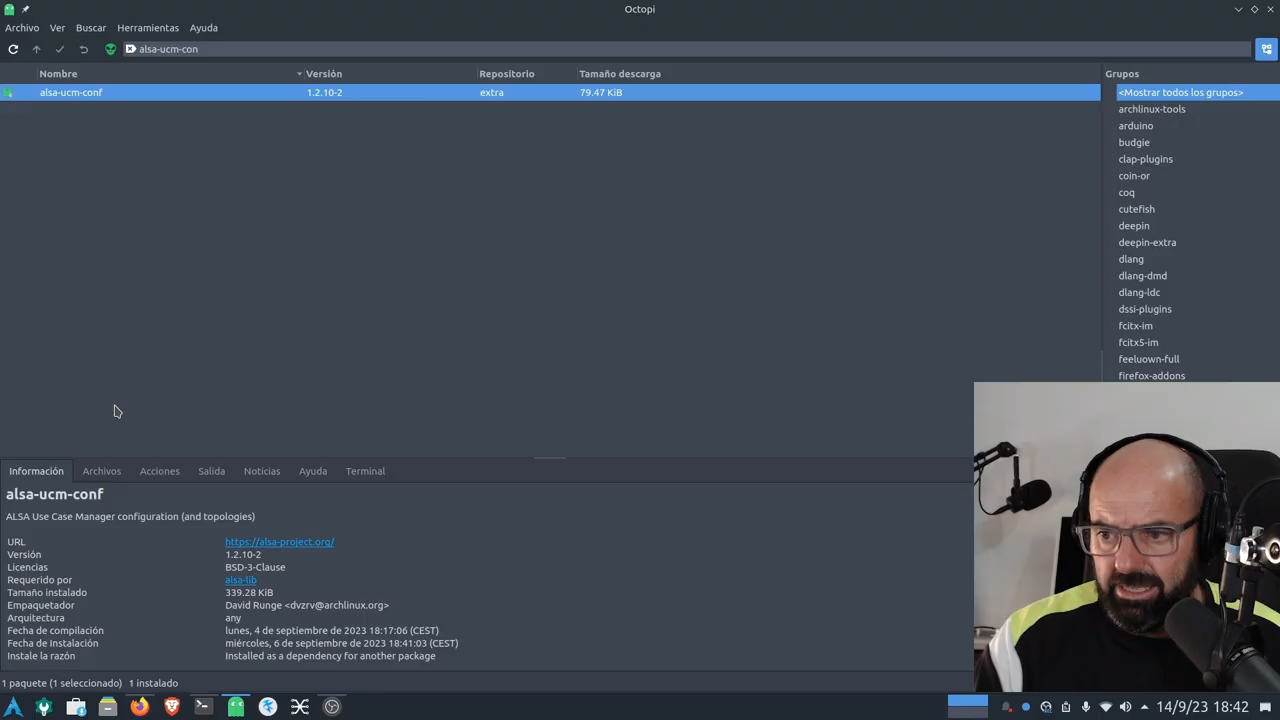 Octopi
Archivo Ver Buscar Herramientas Ayuda
alsa-ucm-con
Nombre Versión Repositorio Tamaño descarga Grupos
alsa-ucm-conf 1.2.10-2 extra 79.47 KiB <Mostrar todos los grupos>
archlinux-tools
arduino
budgie
clap-plugins
coin-or
coq
cutefish
deepin
deepin-extra
dlang
dlang-dmd
dlang-ldc
dssi-plugins
fcitx-im
fcitx5-im
feeluown-full
firefox-addons
Información Archivos Acciones Salida Noticias Ayuda Terminal
alsa-ucm-conf
ALSA Use Case Manager configuration (and topologies)
URL https://alsa-project.org/
Versión 1.2.10-2
Licencias BSD-3-Clause
Requerido por alsa-lib
Tamaño instalado 339.28 KiB
Empaquetador David Runge <dvzrv@archlinux.org>
Arquitectura any
Fecha de compilación lunes, 4 de septiembre de 2023 18:17:06 (CEST)
Fecha de Instalación miércoles, 6 de septiembre de 2023 18:41:03 (CEST)
Instale la razón Installed as a dependency for another package
1 paquete (1 seleccionado) 1 instalado
14/9/23 18:42